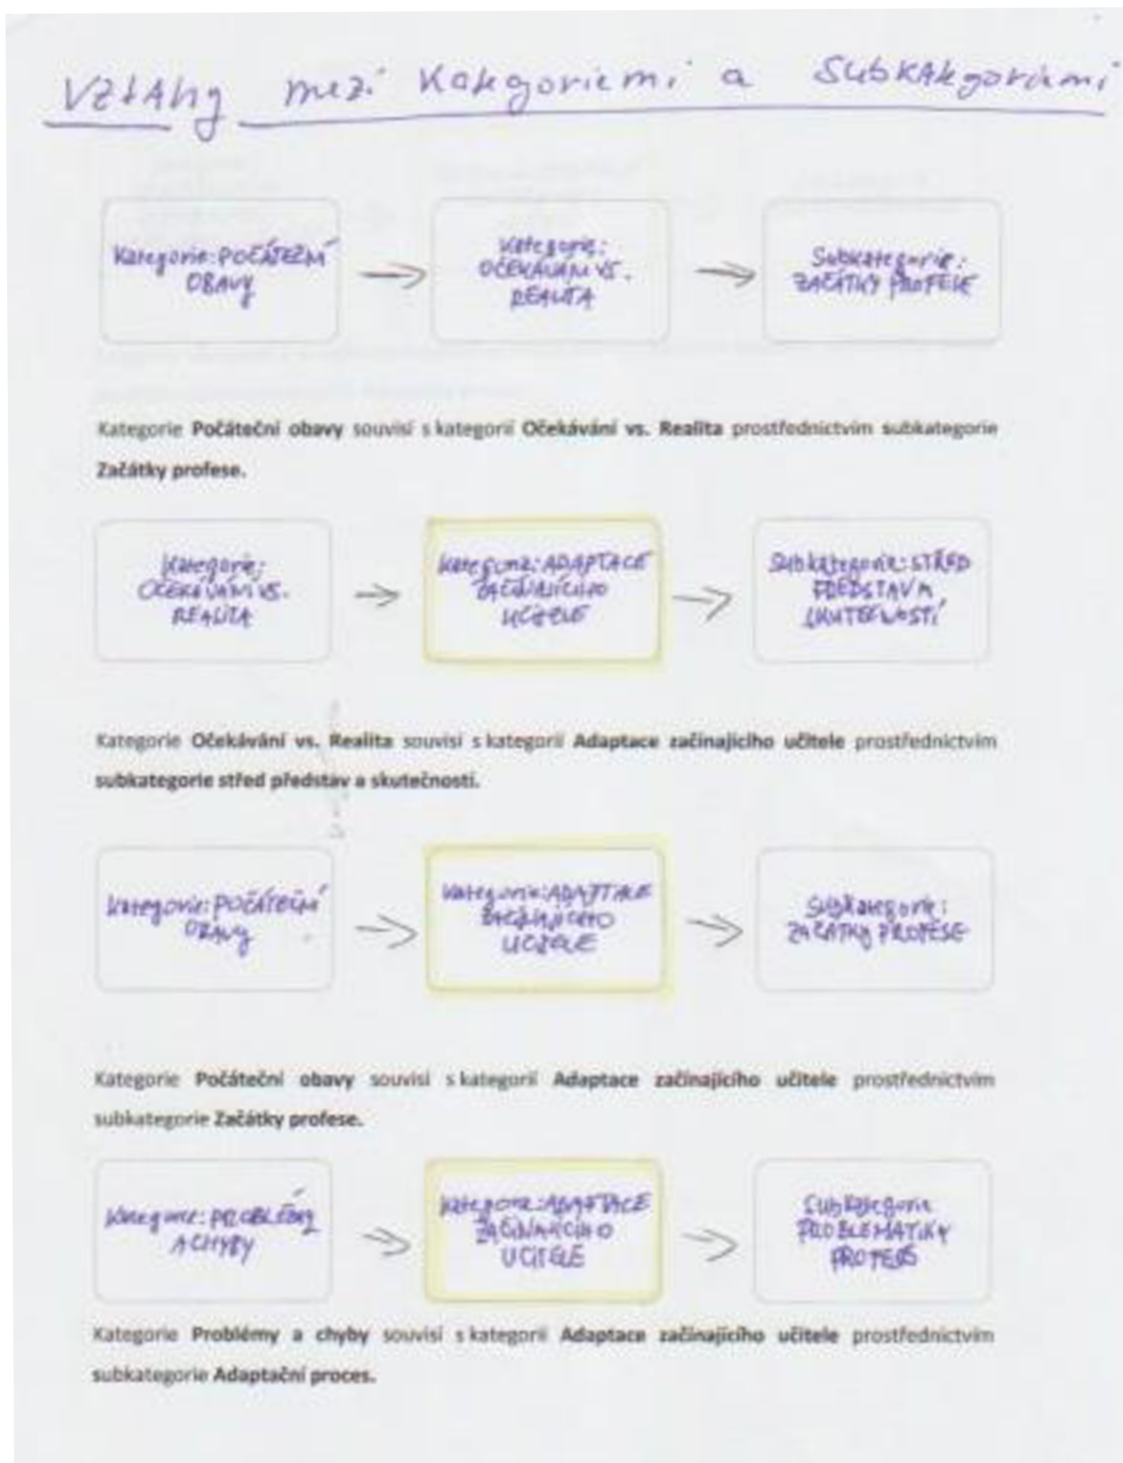 Vztahy mezi kategoriemi a subkategoriemi
Kategorie: POČÁTEČNÍ
OBAVY
Kategorie:
OČEKÁVÁNÍ VS.
REALITA
Subkategorie:
ZAČÁTKY PROFESE
Kategorie Počáteční obavy souvisí s kategorií Očekávání vs. Realita prostřednictvím subkategorie
Začátky profese.
Kategorie:
OČEKÁVÁNÍ VS.
REALITA
Kategorie: ADAPTACE
ZAČÍNAJÍCÍHO
UČITELE
Subkategorie: STŘED
PŘEDSTAV A
SKUTEČNOSTÍ
Kategorie Očekávání vs. Realita souvisí s kategorií Adaptace začínajícího učitele prostřednictvím
subkategorie střed představ a skutečností.
Kategorie: POČÁTEČNÍ
OBAVY
Kategorie: ADAPTACE
ZAČÍNAJÍCÍHO
UČITELE
Subkategorie:
ZAČÁTKY PROFESE
Kategorie Počáteční obavy souvisí s kategorií Adaptace začínajícího učitele prostřednictvím
subkategorie Začátky profese.
Kategorie: PROBLÉMY
A CHYBY
Kategorie: ADAPTACE
ZAČÍNAJÍCÍHO
UČITELE
Subkategorie
PROBLEMATIKY
Kategorie Problémy a chyby souvisí s kategorií Adaptace začínajícího učitele prostřednictvím
subkategorie Adaptační proces.